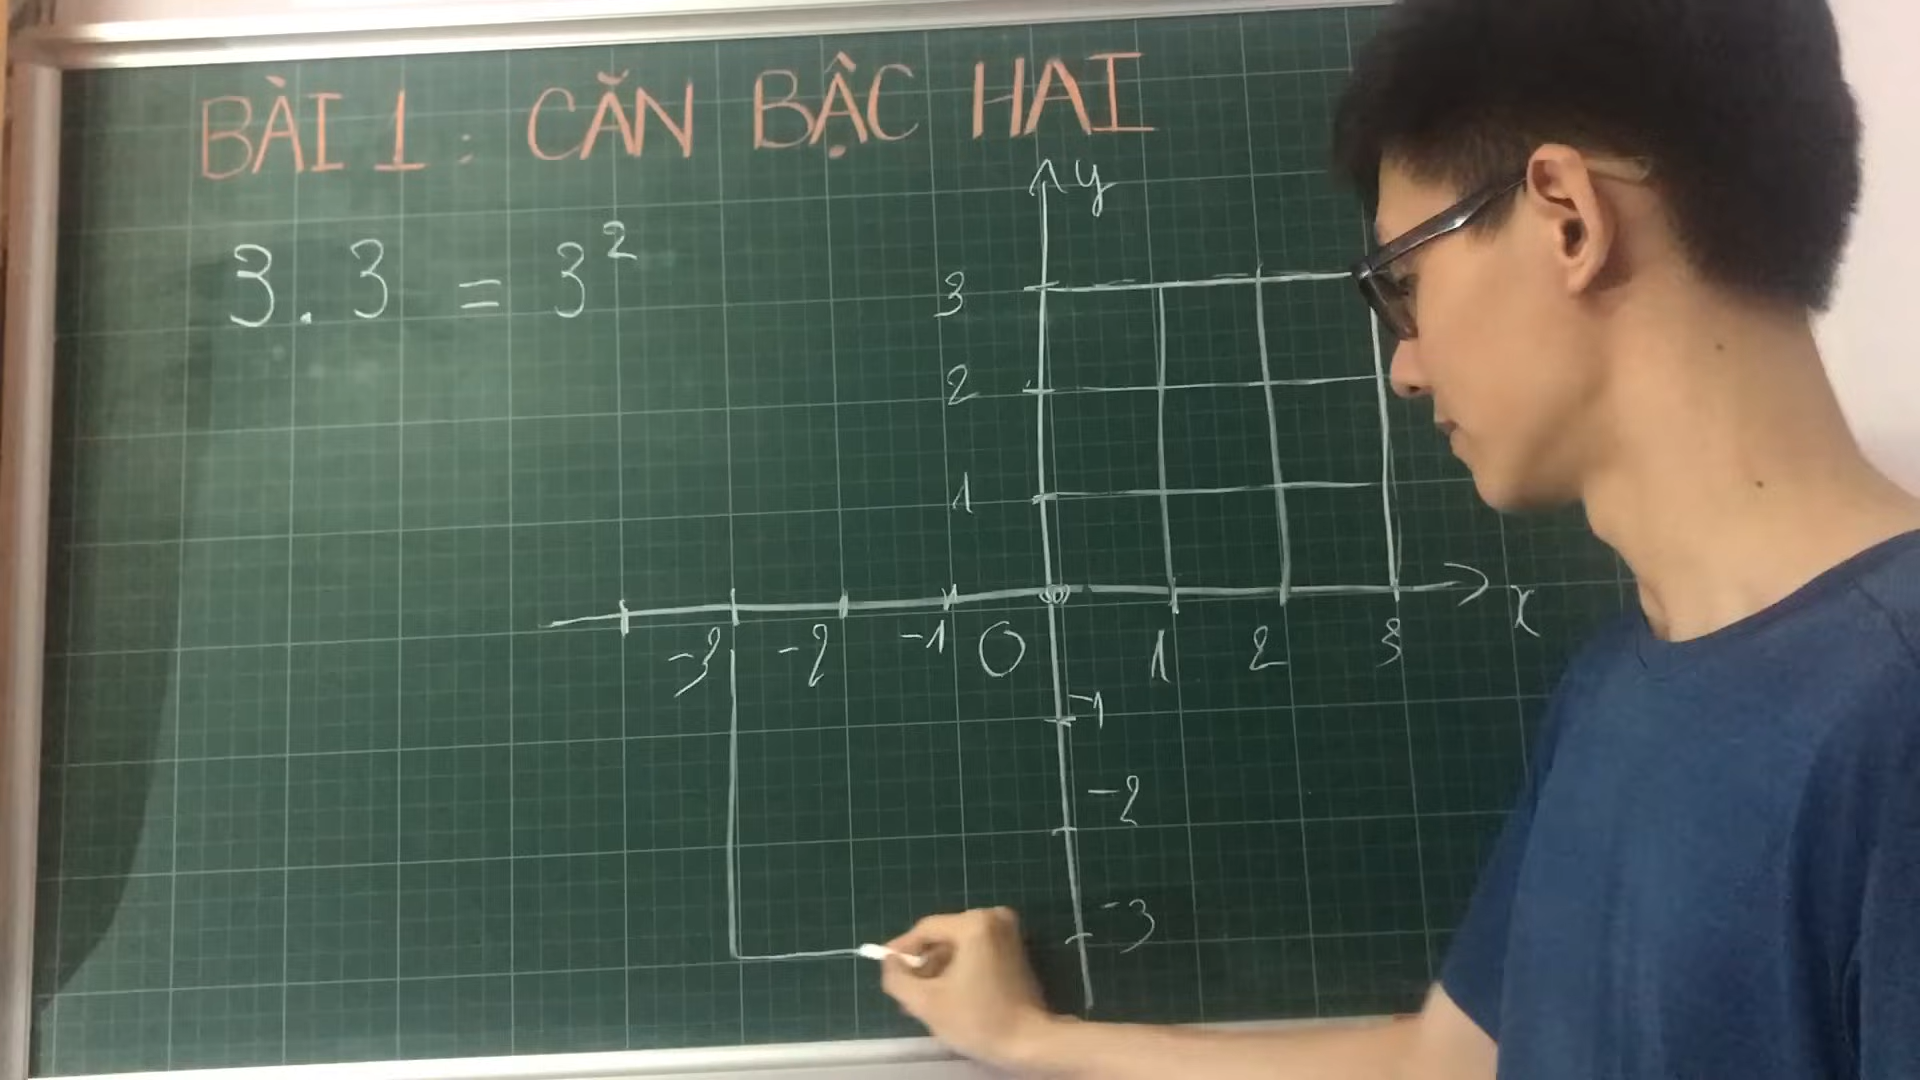 BÀI 1 : CĂN BẬC HAI
3 . 3 = 3²
y
3
2
1
-3 -2 -1 0 1 2 3 x
-1
-2
-3